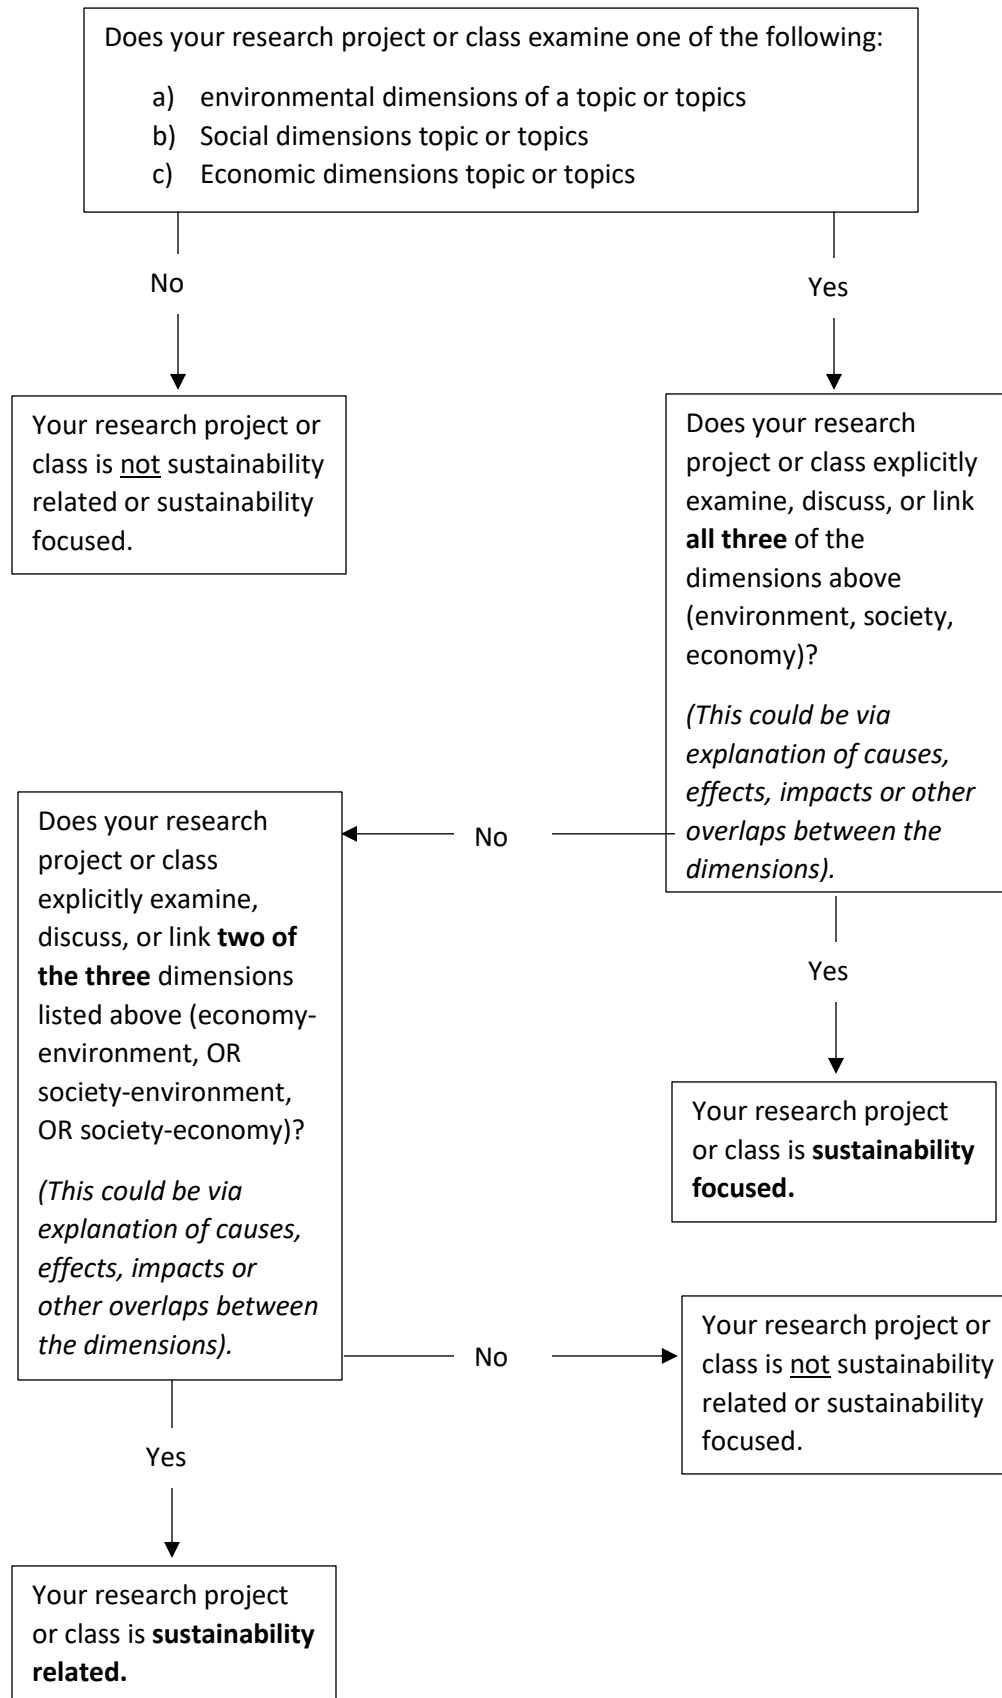 Does your research project or class examine one of the following:
a) environmental dimensions of a topic or topics
b) Social dimensions topic or topics
c) Economic dimensions topic or topics
No
Yes
Your research project or
class is not sustainability
related or sustainability
focused.
Does your research
project or class explicitly
examine, discuss, or link
all three of the
dimensions above
(environment, society,
economy)?
(This could be via
explanation of causes,
effects, impacts or other
overlaps between the
dimensions).
No
Does your research
project or class
explicitly examine,
discuss, or link two of
the three dimensions
listed above (economy-
environment, OR
society-environment,
OR society-economy)?
(This could be via
explanation of causes,
effects, impacts or
other overlaps between
the dimensions).
Yes
Your research project
or class is sustainability
focused.
No
Your research project or
class is not sustainability
related or sustainability
focused.
Yes
Your research project
or class is sustainability
related.